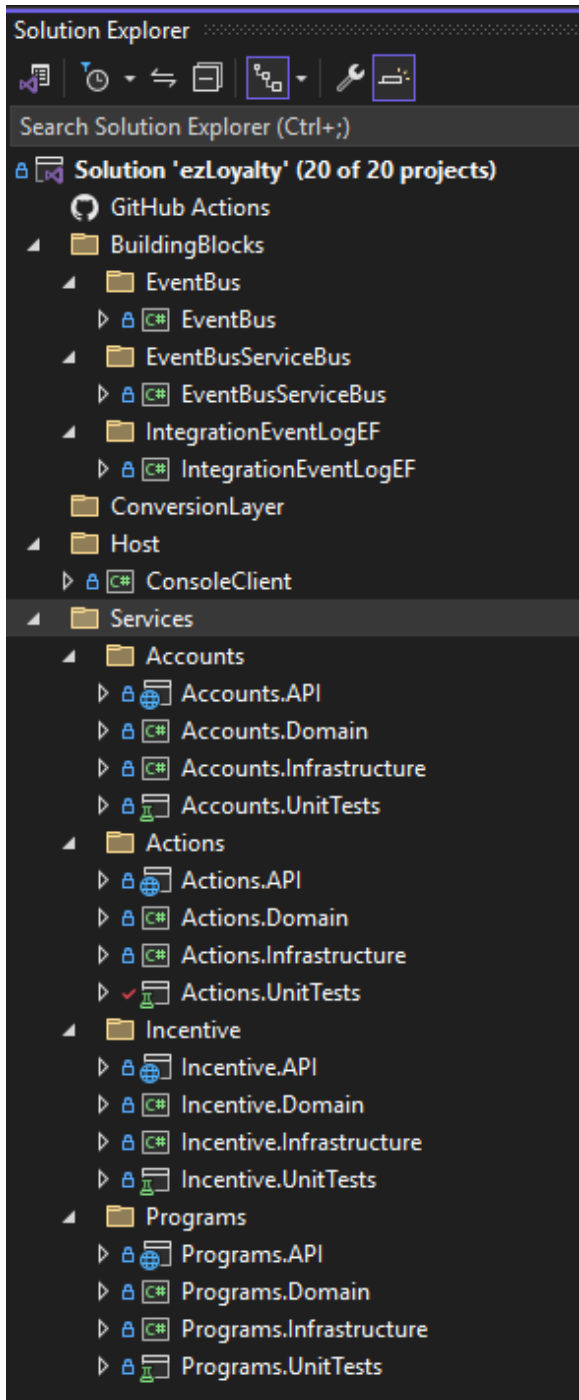 Solution Explorer
Search Solution Explorer (Ctrl+;)
Solution 'ezLoyalty' (20 of 20 projects)
GitHub Actions
BuildingBlocks
EventBus
C# EventBus
EventBusServiceBus
C# EventBusServiceBus
IntegrationEventLogEF
C# IntegrationEventLogEF
ConversionLayer
Host
C# ConsoleClient
Services
Accounts
Accounts.API
C# Accounts.Domain
C# Accounts.Infrastructure
Accounts.UnitTests
Actions
Actions.API
C# Actions.Domain
C# Actions.Infrastructure
Actions.UnitTests
Incentive
Incentive.API
C# Incentive.Domain
C# Incentive.Infrastructure
Incentive.UnitTests
Programs
Programs.API
C# Programs.Domain
C# Programs.Infrastructure
Programs.UnitTests